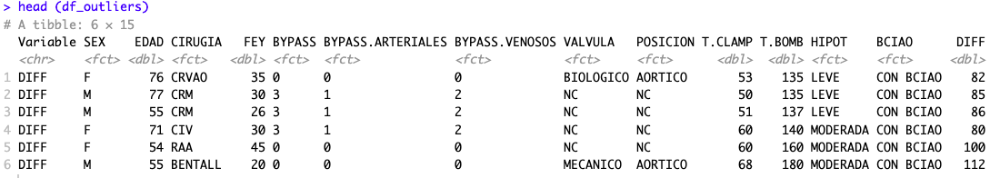 > head (df_outliers)
# A tibble: 6 × 15
Variable SEX EDAD CIRUGIA FEY BYPASS BYPASS.ARTERIALES BYPASS.VENOSOS VALVULA POSICION T.CLAMP T.BOMB HIPOT BCIAO DIFF
<chr> <fct> <dbl> <fct> <dbl> <fct> <fct> <fct> <fct> <fct> <dbl> <dbl> <fct> <fct> <dbl>
1 DIFF F 76 CRVAO 35 0 0 0 BIOLOGICO AORTICO 53 135 LEVE CON BCIAO 82
2 DIFF M 77 CRM 30 3 1 2 NC NC 50 135 LEVE CON BCIAO 85
3 DIFF M 55 CRM 26 3 1 2 NC NC 51 137 LEVE CON BCIAO 86
4 DIFF F 71 CIV 30 3 1 2 NC NC 60 140 MODERADA CON BCIAO 80
5 DIFF F 54 RAA 45 0 0 0 NC NC 60 160 MODERADA CON BCIAO 100
6 DIFF M 55 BENTALL 20 0 0 0 MECANICO AORTICO 68 180 MODERADA CON BCIAO 112